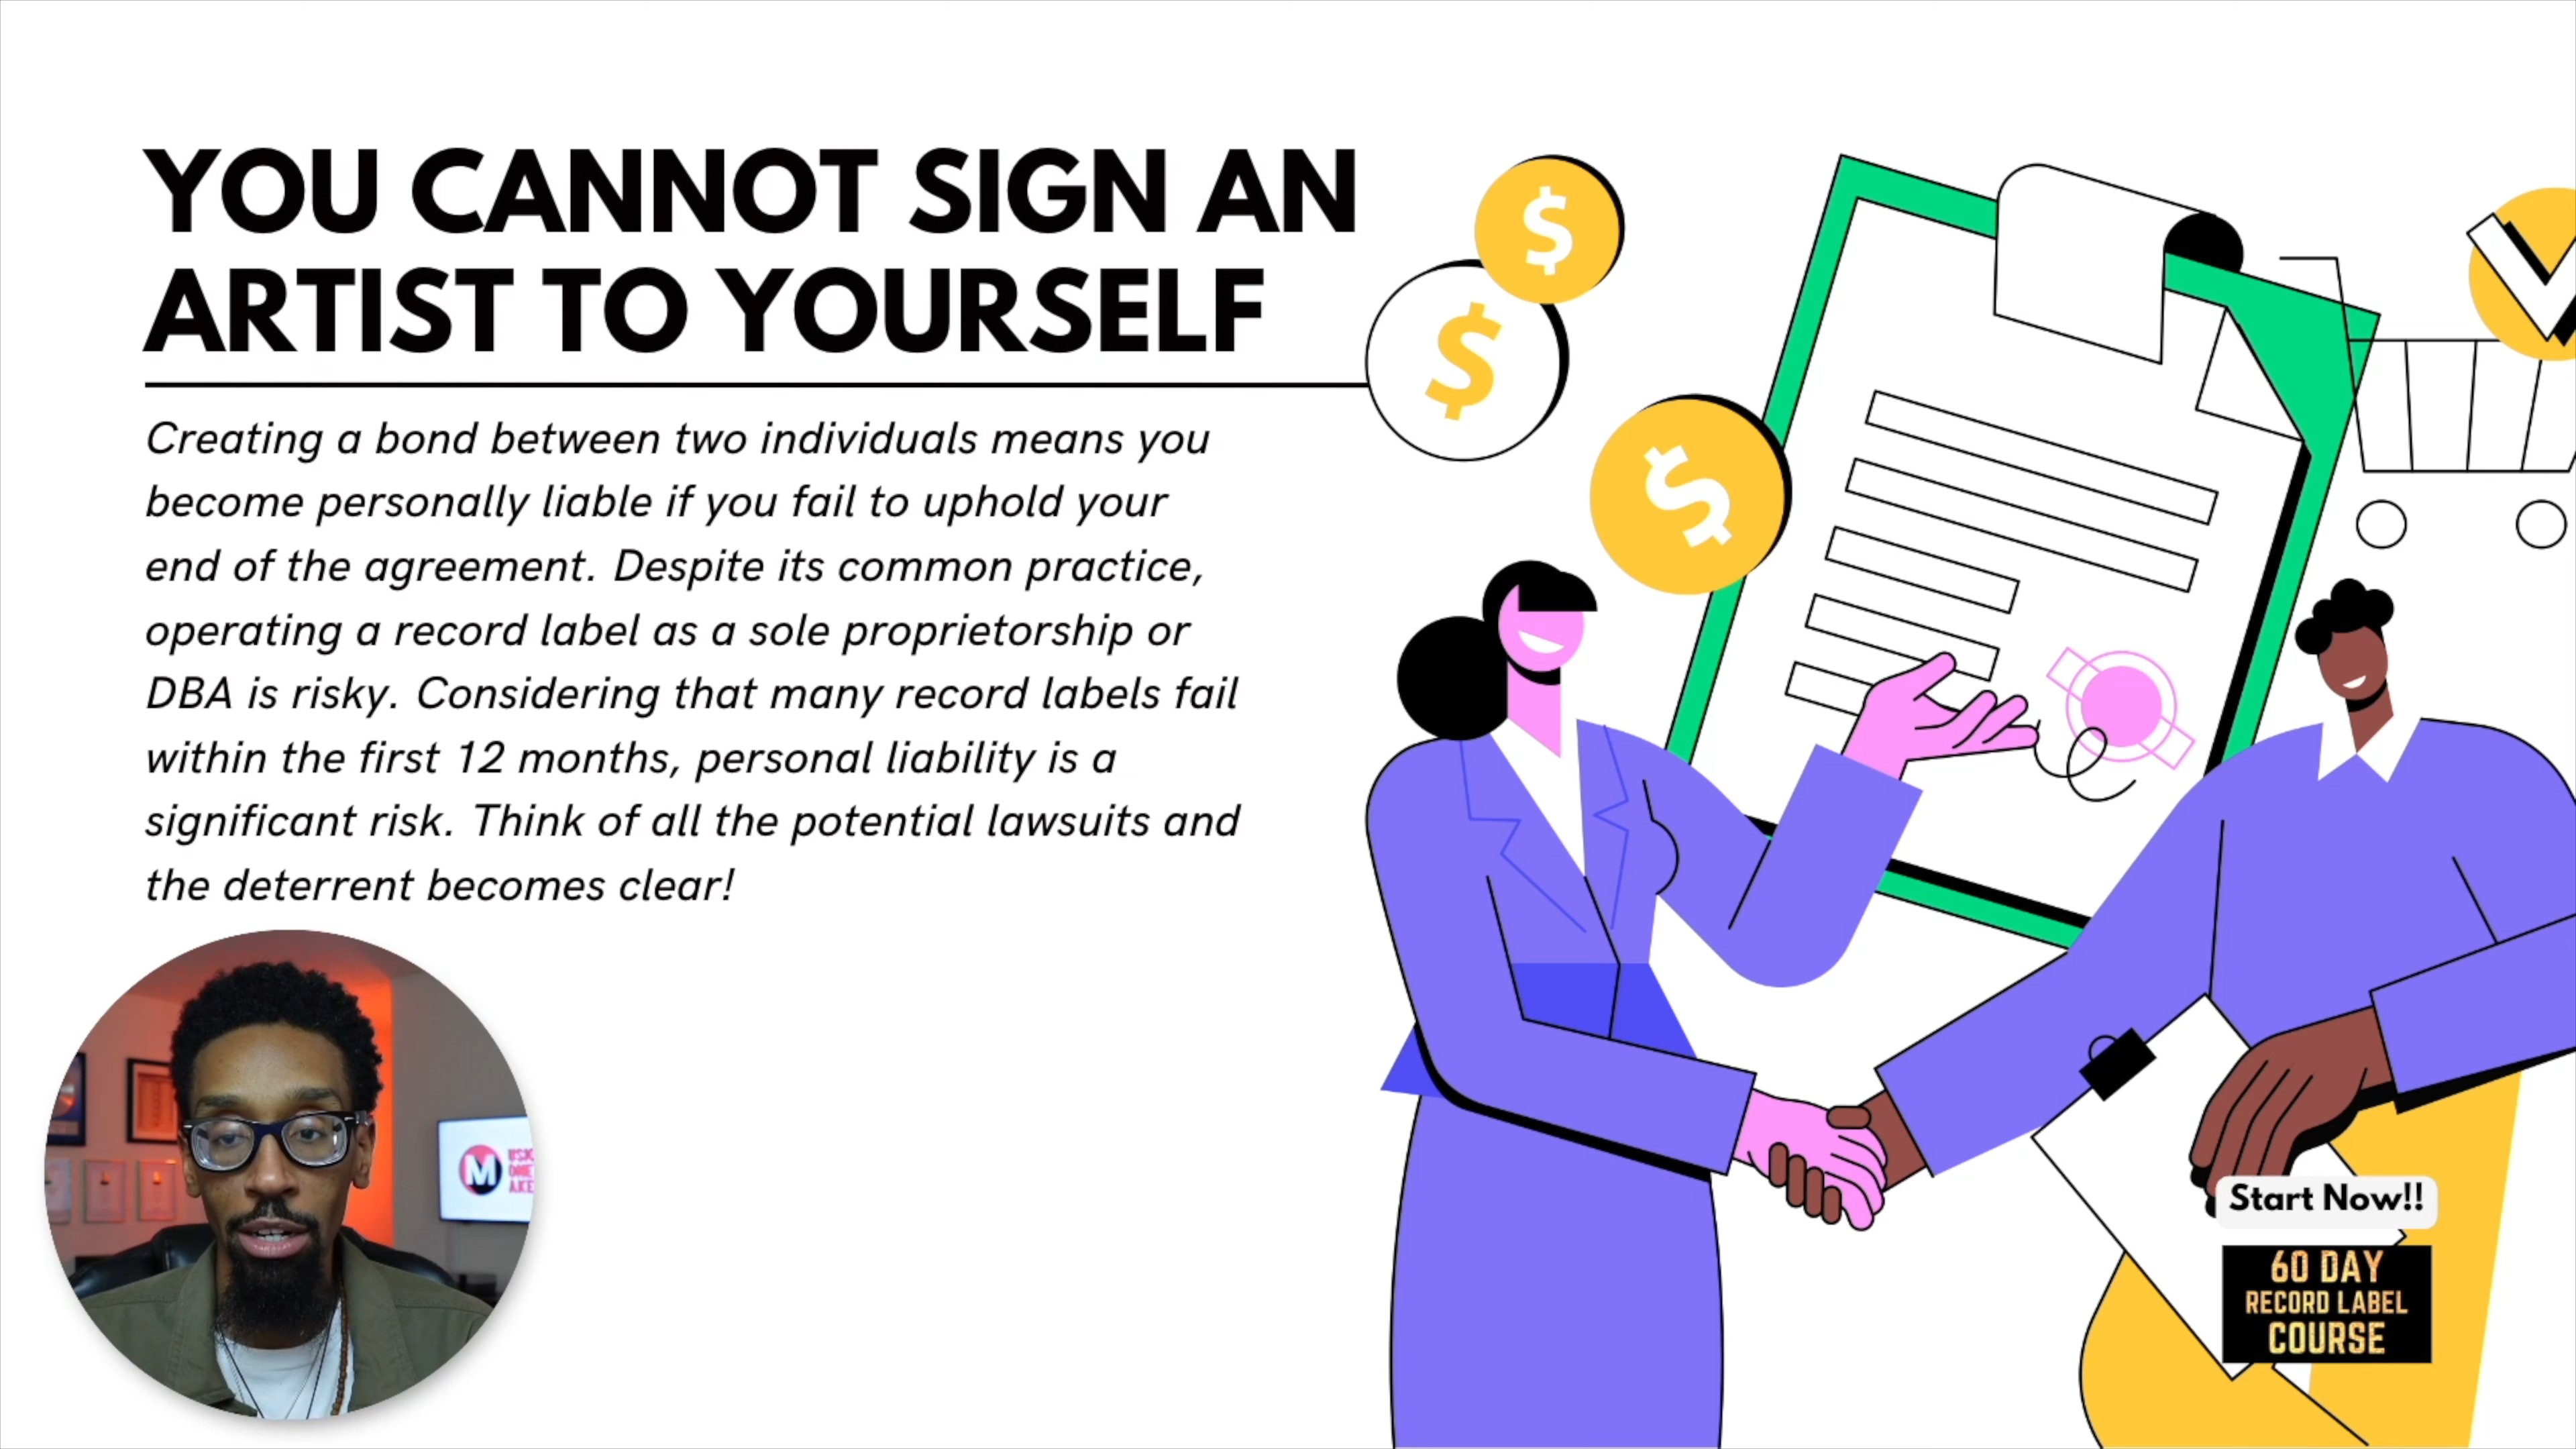 YOU CANNOT SIGN AN
ARTIST TO YOURSELF
Creating a bond between two individuals means you
become personally liable if you fail to uphold your
end of the agreement. Despite its common practice,
operating a record label as a sole proprietorship or
DBA is risky. Considering that many record labels fail
within the first 12 months, personal liability is a
significant risk. Think of all the potential lawsuits and
the deterrent becomes clear!
$
$
$
M
Start Now!!
60 DAY
RECORD LABEL
COURSE